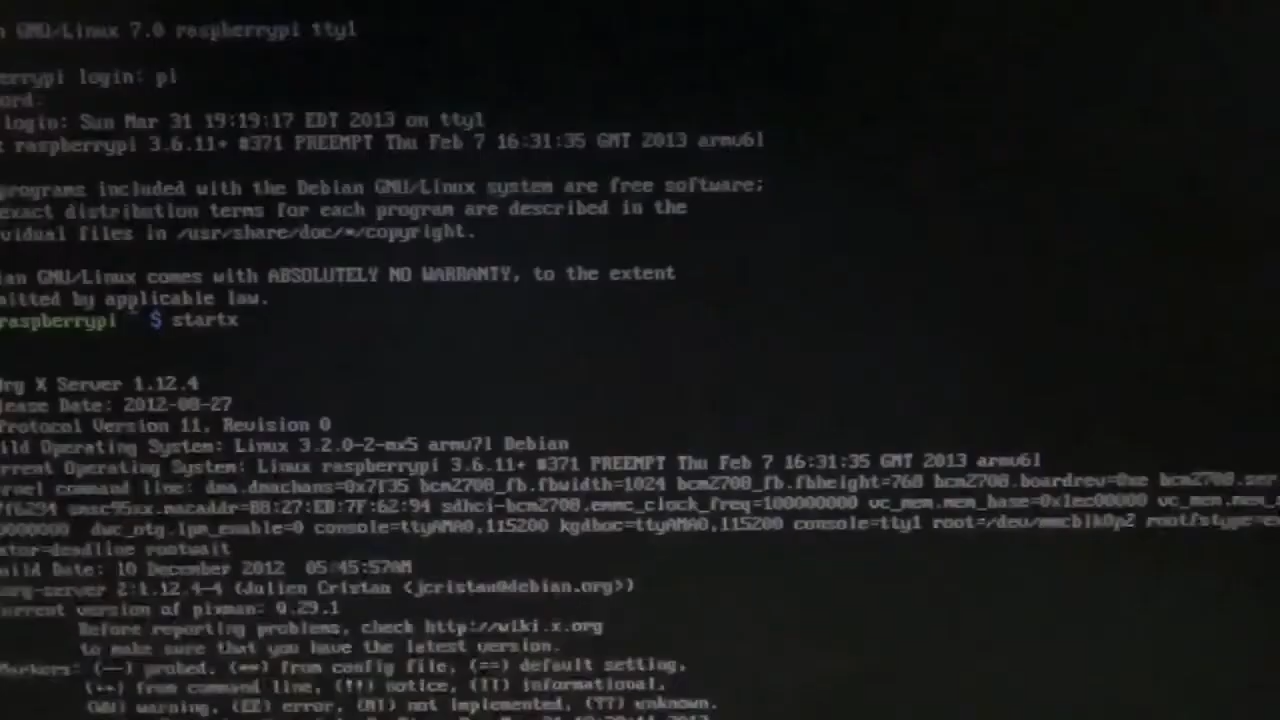 GNU/Linux 7.0 raspberrypi tty1
errypi login: pi
ord:
login: Sun Mar 31 19:19:17 EDT 2013 on tty1
raspberrypi 3.6.11+ #371 PREEMPT Thu Feb 7 16:31:35 GMT 2013 armv6l
programs included with the Debian GNU/Linux system are free software;
exact distribution terms for each program are described in the
vidual files in /usr/share/doc/*/copyright.
ian GNU/Linux comes with ABSOLUTELY NO WARRANTY, to the extent
mitted by applicable law.
raspberrypi ~ $ startx
rg X Server 1.12.4
lease Date: 2012-08-27
Protocol Version 11, Revision 0
ild Operating System: Linux 3.2.0-2-mx5 armv7l Debian
rrent Operating System: Linux raspberrypi 3.6.11+ #371 PREEMPT Thu Feb 7 16:31:35 GMT 2013 armv6l
rnel command line: dma.dmachans=0x7f35 bcm2708_fb.fbwidth=1024 bcm2708_fb.fbheight=768 bcm2708.boardrev=0xe bcm2708.ser
7f6294 smsc95xx.macaddr=B8:27:EB:7F:62:94 sdhci-bcm2708.emmc_clock_freq=100000000 vc_mem.mem_base=0x1ec00000 vc_mem.mem_
0000000 dwc_otg.lpm_enable=0 console=ttyAMA0,115200 kgdboc=ttyAMA0,115200 console=tty1 root=/dev/mmcblk0p2 rootfstype=e
ator=deadline rootwait
uild Date: 10 December 2012 05:45:57AM
org-server 2:1.12.4-4 (Julien Cristau <jcristau@debian.org>)
urrent version of pixman: 0.29.1
Before reporting problems, check http://wiki.x.org
to make sure that you have the latest version.
Markers: (--) probed, (**) from config file, (==) default setting,
(++) from command line, (!!) notice, (II) informational,
(WW) warning, (EE) error, (NI) not implemented, (??) unknown.